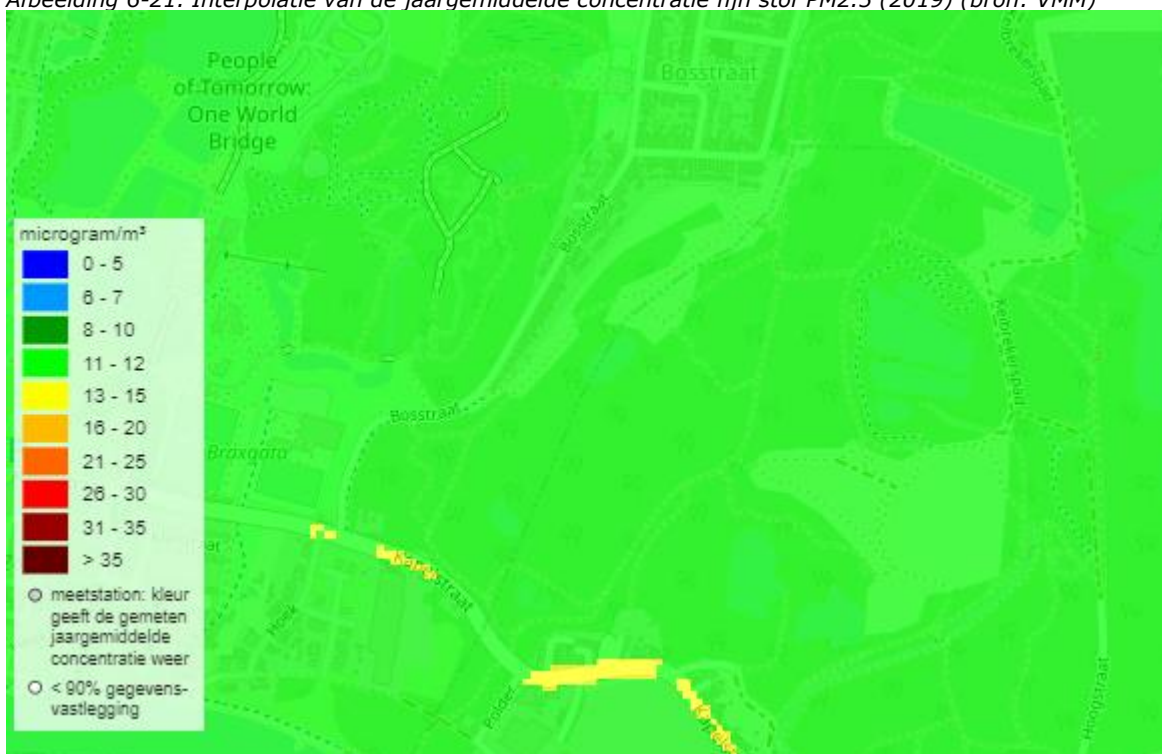 Afbeelding 6-21: Interpolatie van de jaargemiddelde concentratie fijn stof PM2.5 (2019) (bron: VMM)
People
of Tomorrow:
One World
Bridge
Bosstraat
microgram/m³
0 - 5
6 - 7
8 - 10
11 - 12
13 - 15
16 - 20
21 - 25
26 - 30
31 - 35
> 35
meetstation: kleur
geeft de gemeten
jaargemiddelde
concentratie weer
< 90% gegevens-
vastlegging
Bosstraat
Bosstraat
Hoek
Polder
Hoogstraat